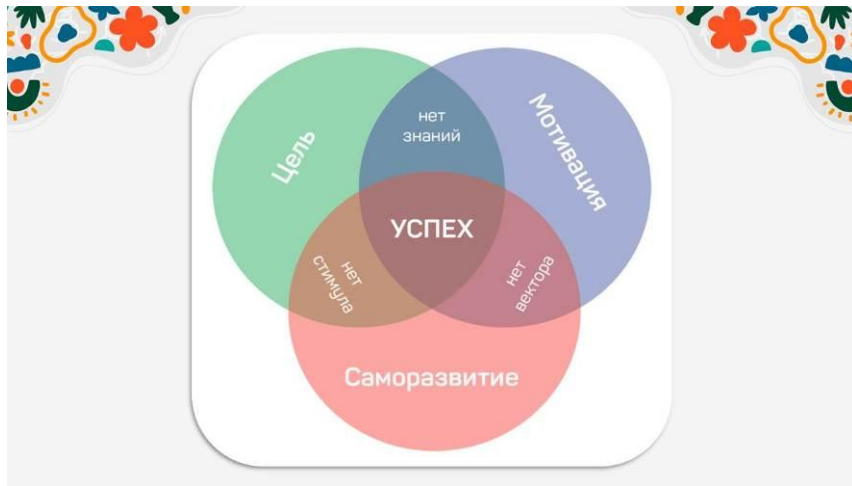 нет
знаний
Цель
Мотивация
УСПЕХ
нет
стимула
нет
вектора
Саморазвитие